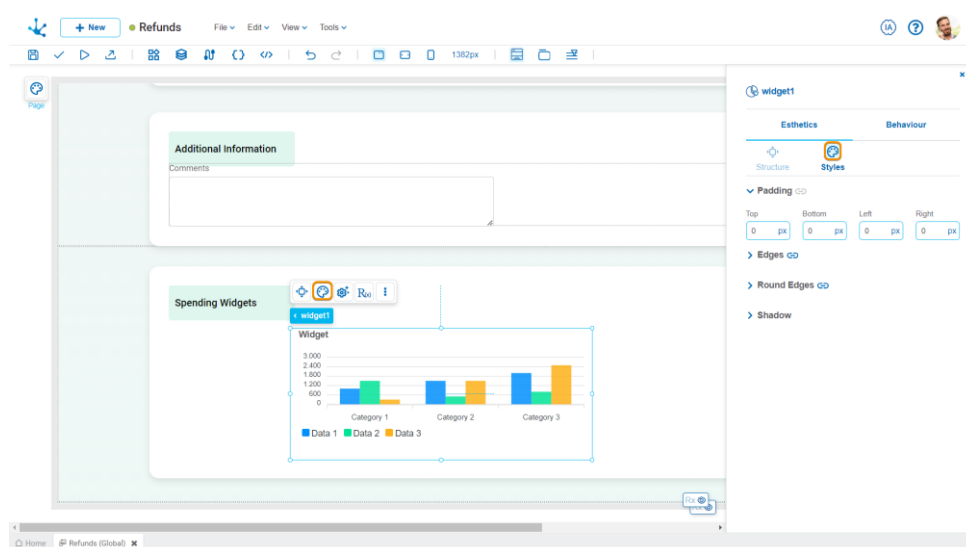 + New
Refunds
File
Edit
View
Tools
IA
?
1382px
Page
Additional Information
Comments
Spending Widgets
R(x)
widget1
Widget
3.000
2.400
1.800
1.200
600
0
Category 1
Category 2
Category 3
Data 1
Data 2
Data 3
Rx
widget1
Esthetics
Behaviour
Structure
Styles
Padding
Top
Bottom
Left
Right
0 px
0 px
0 px
0 px
Edges
Round Edges
Shadow
Home
Refunds (Global)